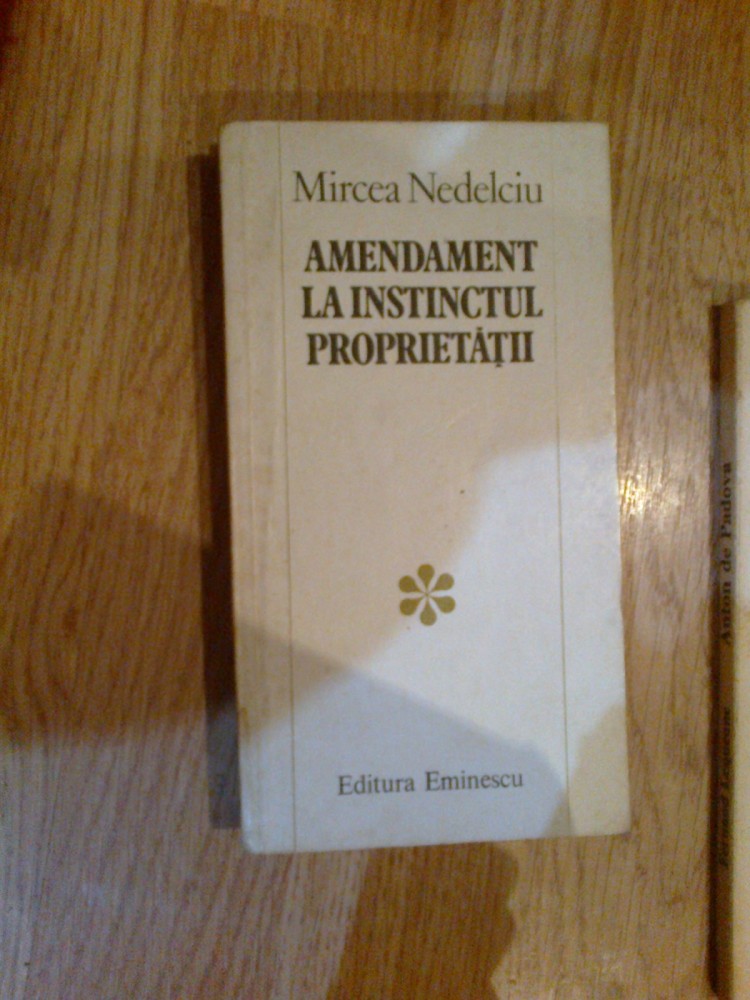 Mircea Nedelciu
AMENDAMENT
LA INSTINCTUL
PROPRIETĂȚII
Editura Eminescu
Anton de Padova